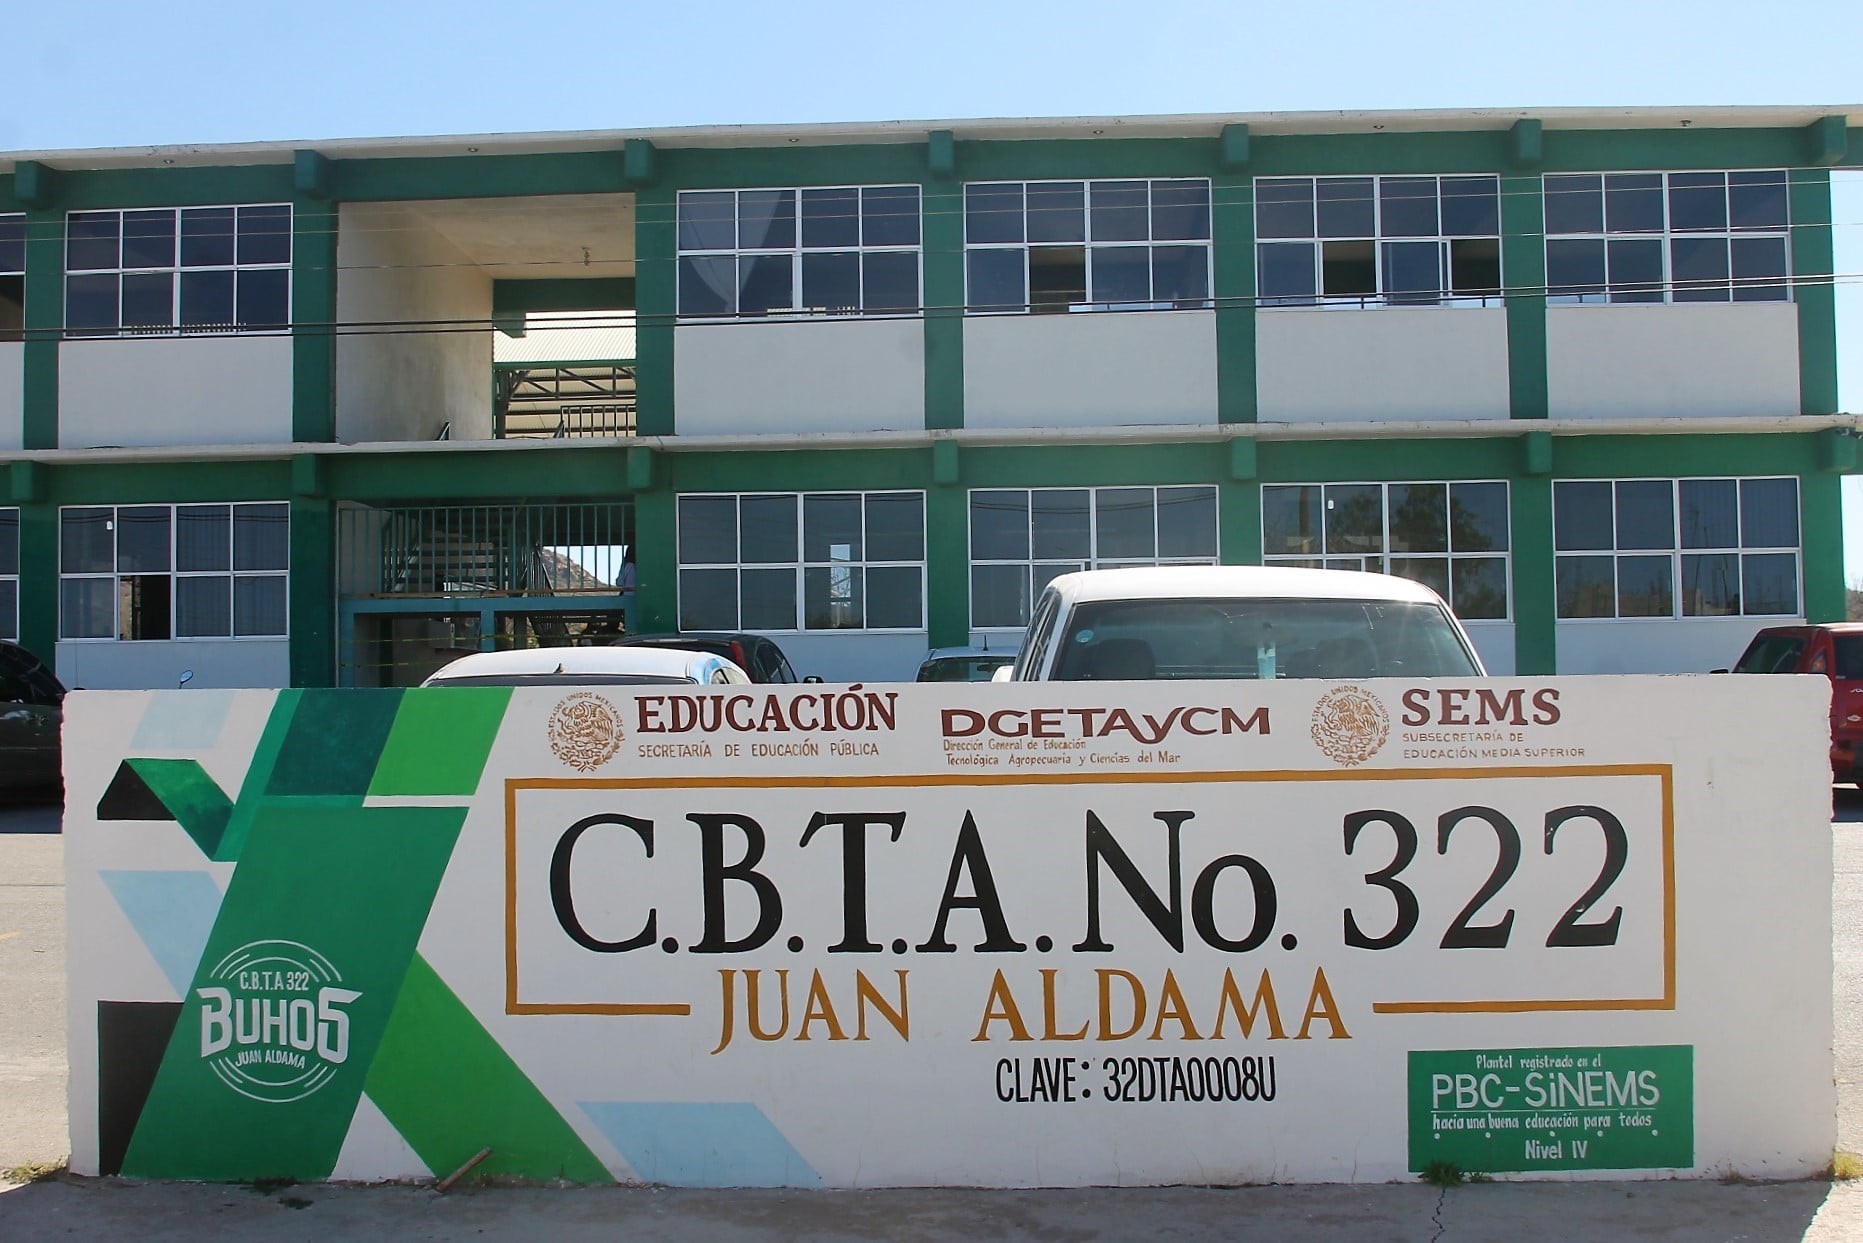 ESTADOS UNIDOS MEXICANOS
EDUCACIÓN
SECRETARÍA DE EDUCACIÓN PÚBLICA
DGETAyCM
Dirección General de Educación
Tecnológica Agropecuaria y Ciencias del Mar
ESTADOS UNIDOS MEXICANOS
SEMS
SUBSECRETARÍA DE
EDUCACIÓN MEDIA SUPERIOR
C.B.T.A. No. 322
JUAN ALDAMA
CLAVE: 32DTA0008U
C.B.T.A 322
BUHOS
JUAN ALDAMA
Plantel registrado en el
PBC-SiNEMS
hacia una buena educación para todos
Nivel IV